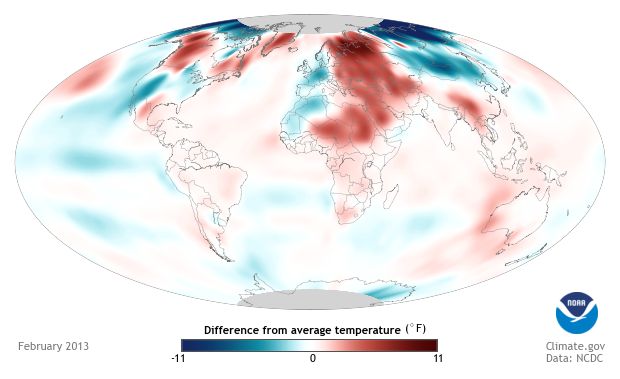 Difference from average temperature (°F)
-11 0 11
February 2013
NOAA
Climate.gov
Data: NCDC